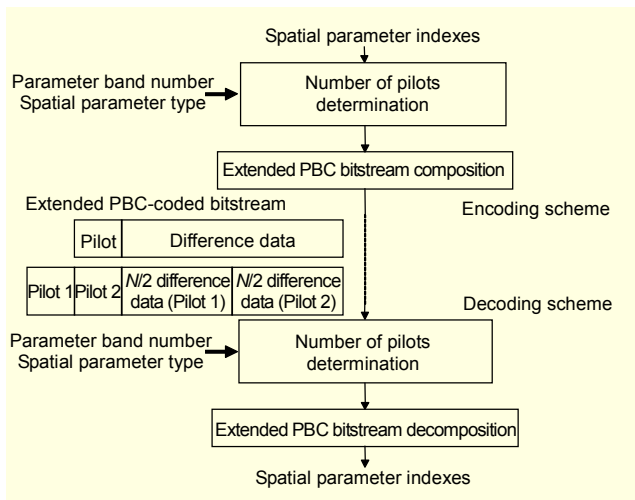 Spatial parameter indexes
Parameter band number
Spatial parameter type
Number of pilots
determination
Extended PBC bitstream composition
Extended PBC-coded bitstream
Encoding scheme
Pilot
Difference data
Pilot 1
Pilot 2
N/2 difference
data (Pilot 1)
N/2 difference
data (Pilot 2)
Decoding scheme
Parameter band number
Spatial parameter type
Number of pilots
determination
Extended PBC bitstream decomposition
Spatial parameter indexes